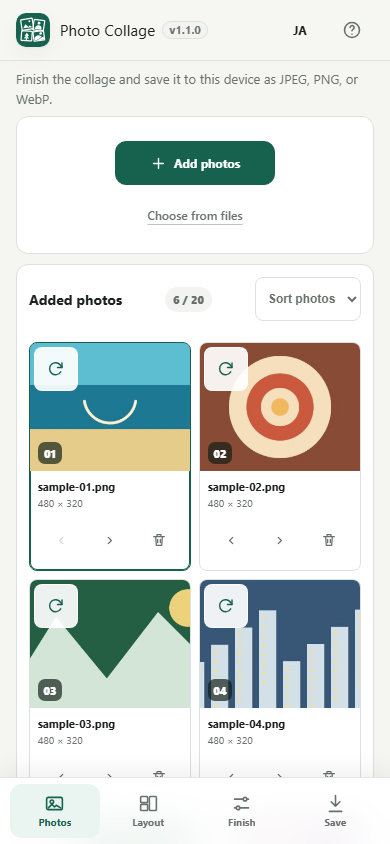 Photo Collage v1.1.0 JA
Finish the collage and save it to this device as JPEG, PNG, or
WebP.
Add photos
Choose from files
Added photos 6 / 20 Sort photos
01 02
sample-01.png sample-02.png
480 × 320 480 × 320
03 04
sample-03.png sample-04.png
480 × 320 480 × 320
Photos Layout Finish Save